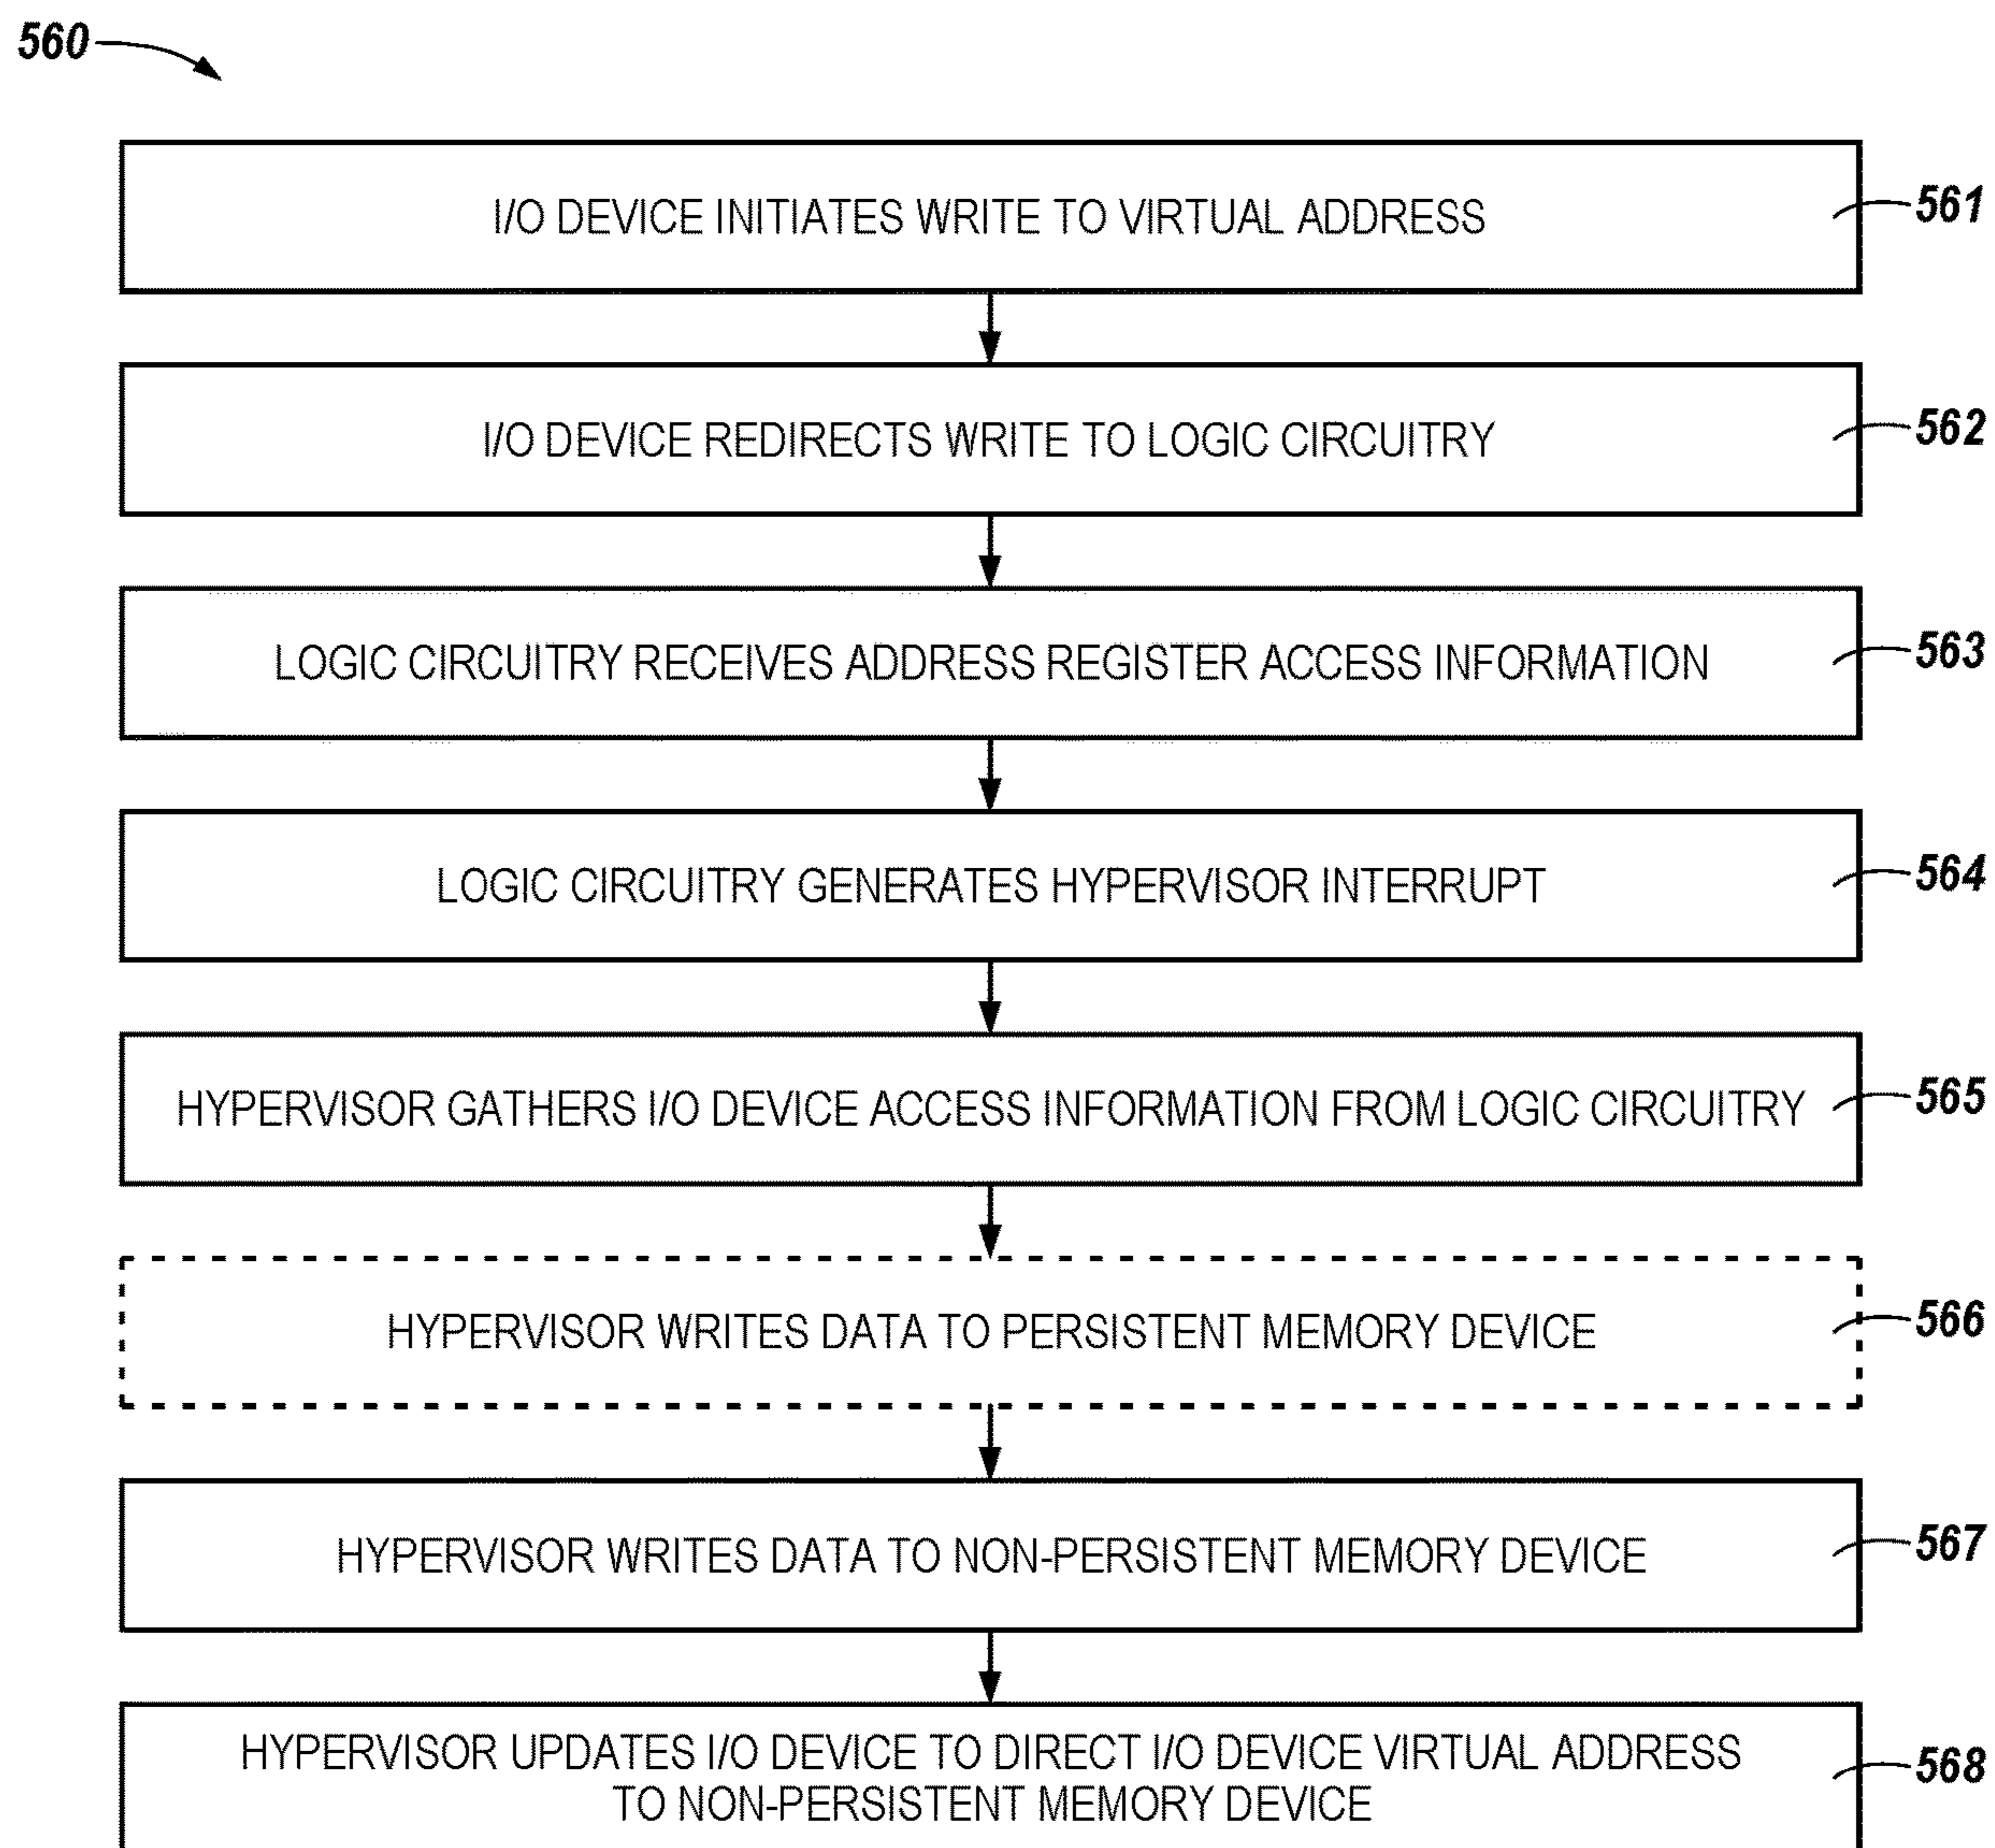 560
I/O DEVICE INITIATES WRITE TO VIRTUAL ADDRESS
561
I/O DEVICE REDIRECTS WRITE TO LOGIC CIRCUITRY
562
LOGIC CIRCUITRY RECEIVES ADDRESS REGISTER ACCESS INFORMATION
563
LOGIC CIRCUITRY GENERATES HYPERVISOR INTERRUPT
564
HYPERVISOR GATHERS I/O DEVICE ACCESS INFORMATION FROM LOGIC CIRCUITRY
565
HYPERVISOR WRITES DATA TO PERSISTENT MEMORY DEVICE
566
HYPERVISOR WRITES DATA TO NON-PERSISTENT MEMORY DEVICE
567
HYPERVISOR UPDATES I/O DEVICE TO DIRECT I/O DEVICE VIRTUAL ADDRESS
TO NON-PERSISTENT MEMORY DEVICE
568